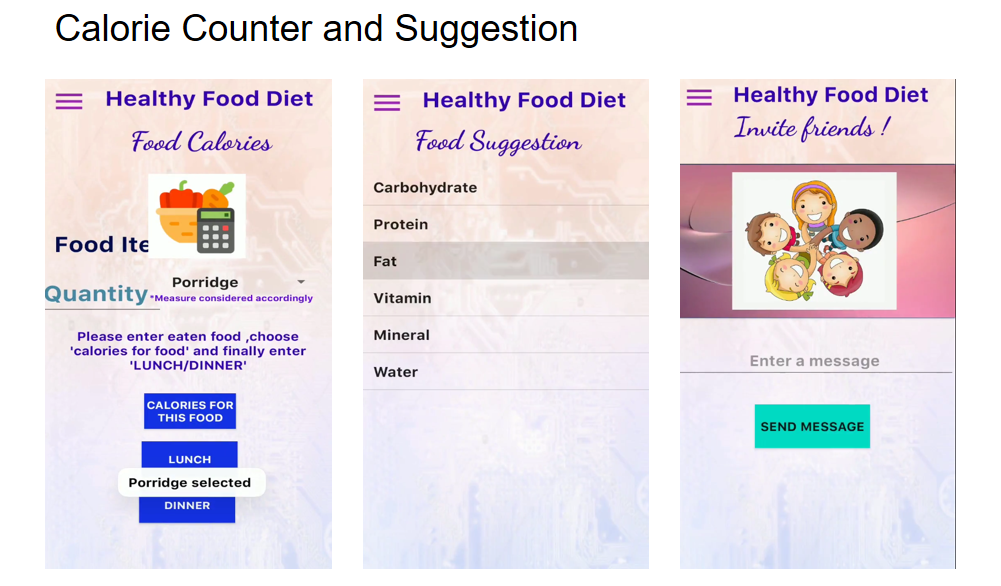 Calorie Counter and Suggestion
Healthy Food Diet
Food Calories
Food Ite
Porridge
Quantity
*Measure considered accordingly
Please enter eaten food ,choose
'calories for food' and finally enter
'LUNCH/DINNER'
CALORIES FOR
THIS FOOD
LUNCH
Porridge selected
DINNER
Healthy Food Diet
Food Suggestion
Carbohydrate
Protein
Fat
Vitamin
Mineral
Water
Healthy Food Diet
Invite friends !
Enter a message
SEND MESSAGE